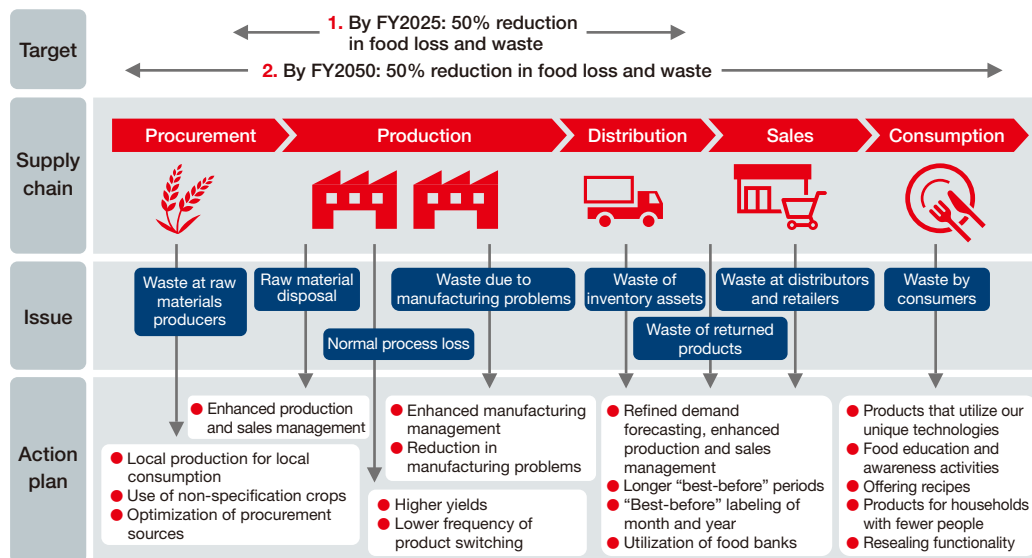 Target
1. By FY2025: 50% reduction
in food loss and waste
2. By FY2050: 50% reduction in food loss and waste
Supply
chain
Procurement
Production
Distribution
Sales
Consumption
Issue
Waste at raw
materials
producers
Raw material
disposal
Normal process loss
Waste due to
manufacturing problems
Waste of
inventory assets
Waste of returned
products
Waste at distributors
and retailers
Waste by
consumers
Action
plan
● Enhanced production
and sales management
● Local production for local
consumption
● Use of non-specification crops
● Optimization of procurement
sources
● Enhanced manufacturing
management
● Reduction in
manufacturing problems
● Higher yields
● Lower frequency of
product switching
● Refined demand
forecasting, enhanced
production and sales
management
● Longer “best-before” periods
● “Best-before” labeling of
month and year
● Utilization of food banks
● Products that utilize our
unique technologies
● Food education and
awareness activities
● Offering recipes
● Products for households
with fewer people
● Resealing functionality